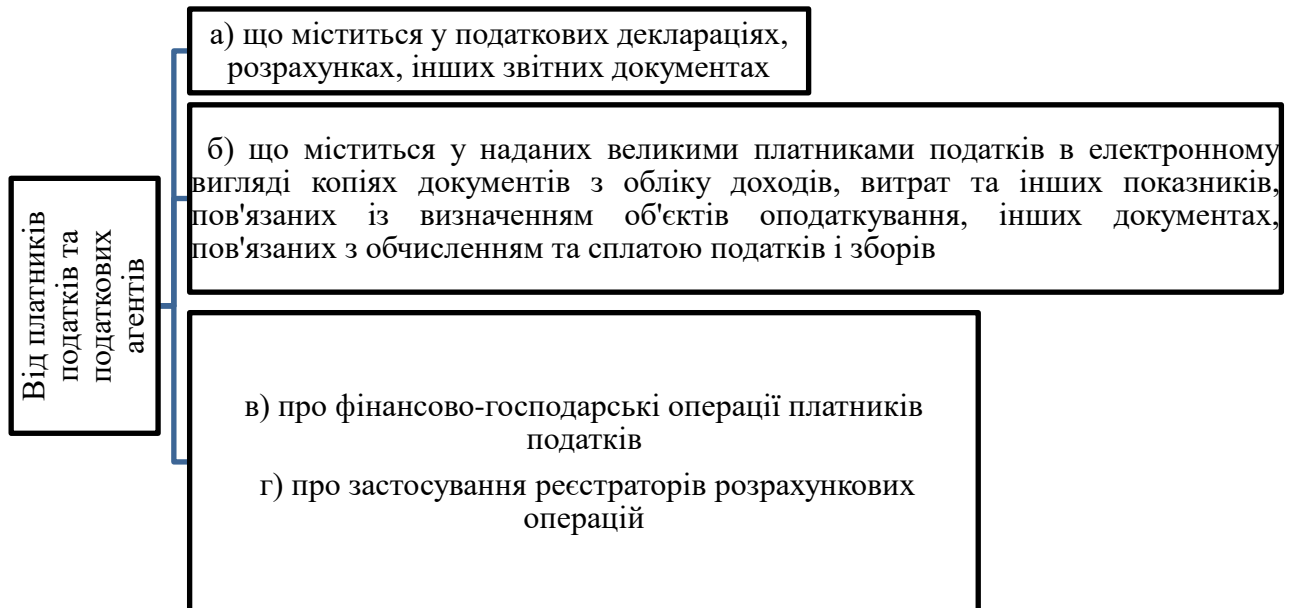 Від платників
податків та
податкових
агентів
а) що міститься у податкових деклараціях,
розрахунках, інших звітних документах
б) що міститься у наданих великими платниками податків в електронному
вигляді копіях документів з обліку доходів, витрат та інших показників,
пов'язаних із визначенням об'єктів оподаткування, інших документах,
пов'язаних з обчисленням та сплатою податків і зборів
в) про фінансово-господарські операції платників
податків
г) про застосування реєстраторів розрахункових
операцій